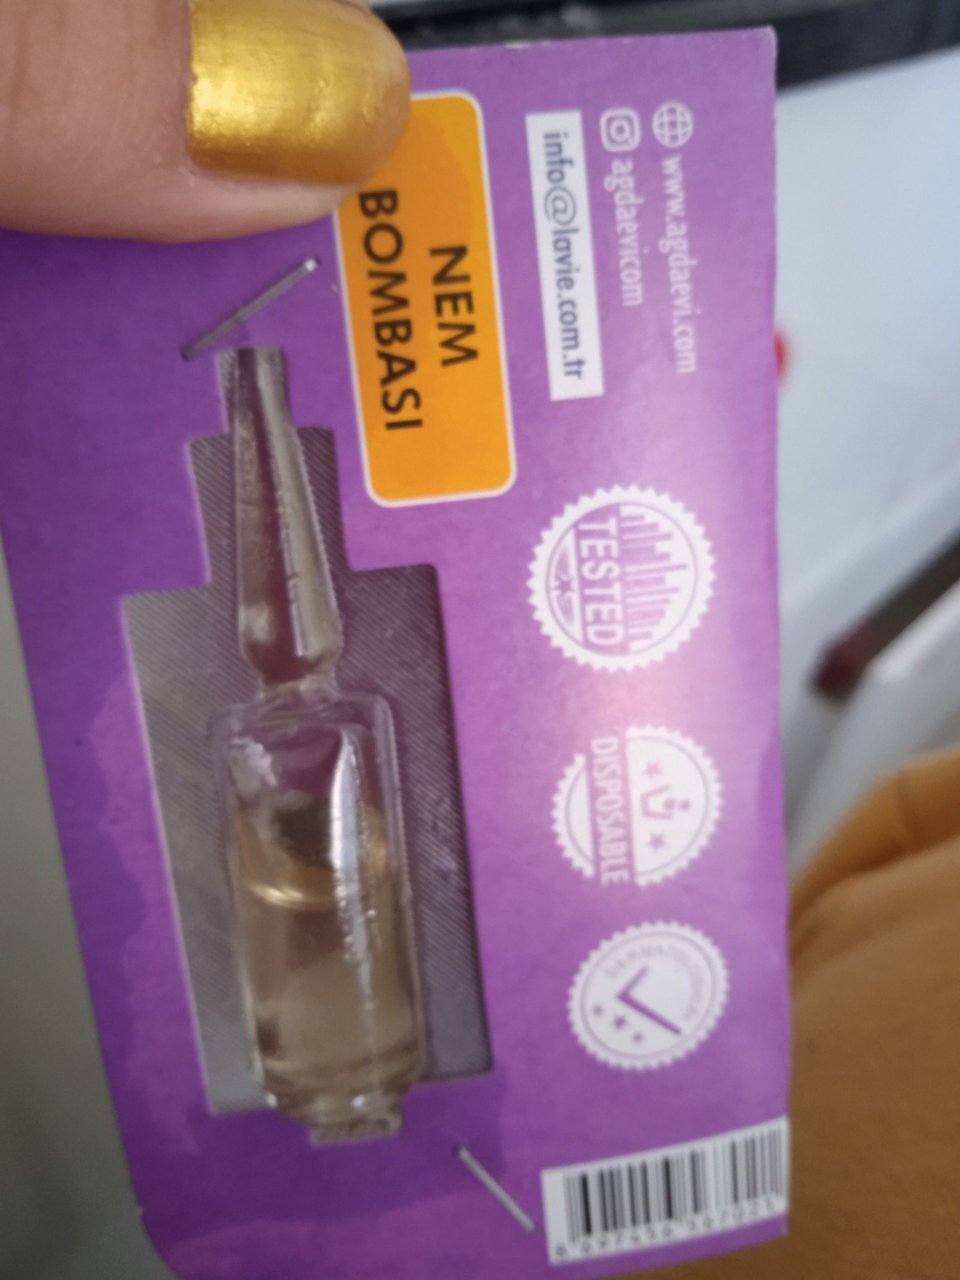 www.agdaevi.com
agdaevicom
info@lavie.com.tr
NEM
BOMBASI
TESTED
DISPOSABLE